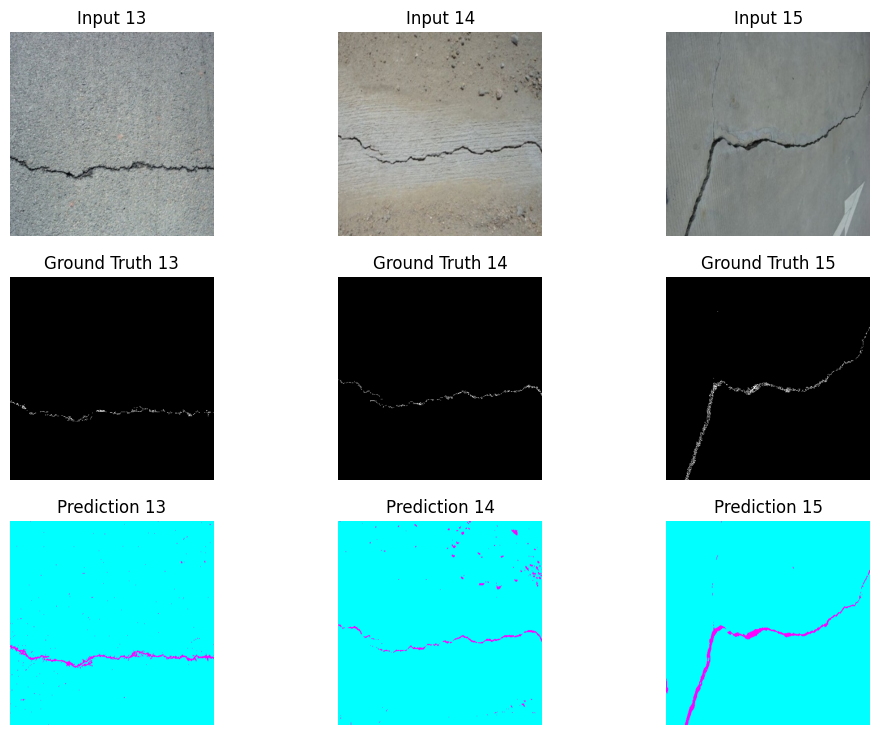 Input 13
Input 14
Input 15
Ground Truth 13
Ground Truth 14
Ground Truth 15
Prediction 13
Prediction 14
Prediction 15